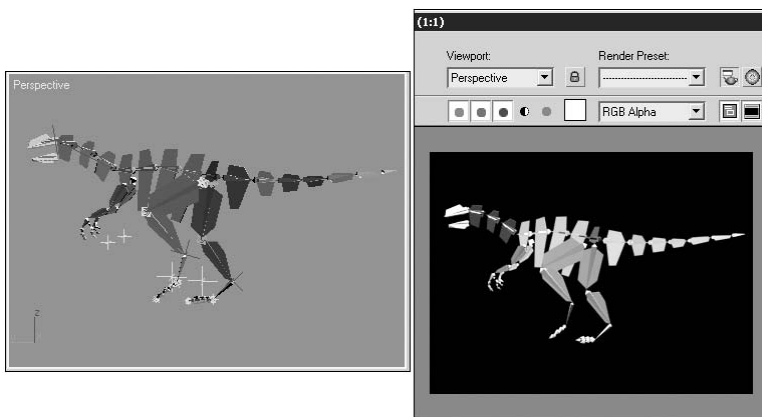 Perspective
z
(1:1)
Viewport:
Render Preset:
Perspective
RGB Alpha